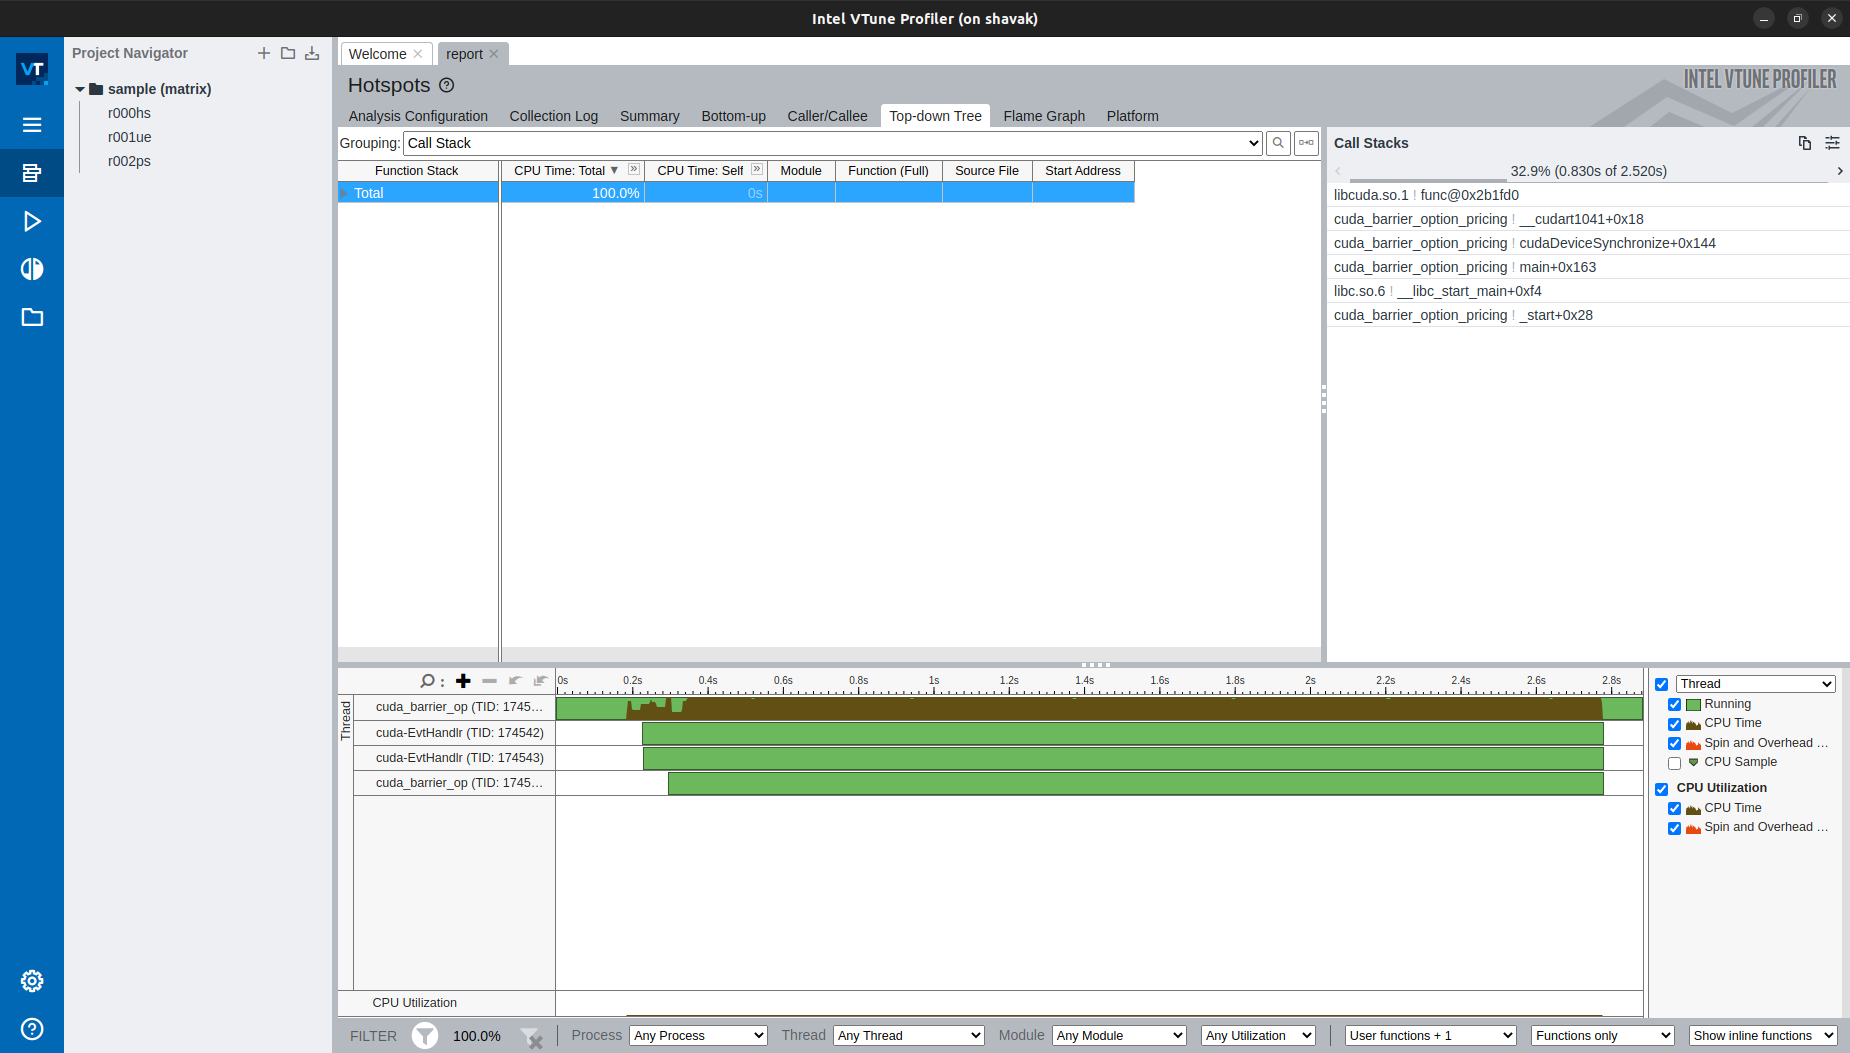 Intel VTune Profiler (on shavak)
VT
Project Navigator
sample (matrix)
r000hs
r001ue
r002ps
Welcome
report
Hotspots
INTEL VTUNE PROFILER
Analysis Configuration Collection Log Summary Bottom-up Caller/Callee Top-down Tree Flame Graph Platform
Grouping: Call Stack
Function Stack CPU Time: Total CPU Time: Self Module Function (Full) Source File Start Address
Total 100.0% 0s
Call Stacks
32.9% (0.830s of 2.520s)
libcuda.so.1 ! func@0x2b1fd0
cuda_barrier_option_pricing ! __cudart1041+0x18
cuda_barrier_option_pricing ! cudaDeviceSynchronize+0x144
cuda_barrier_option_pricing ! main+0x163
libc.so.6 ! __libc_start_main+0xf4
cuda_barrier_option_pricing ! _start+0x28
0s 0.2s 0.4s 0.6s 0.8s 1s 1.2s 1.4s 1.6s 1.8s 2s 2.2s 2.4s 2.6s 2.8s
Thread
cuda_barrier_op (TID: 1745...
cuda-EvtHandlr (TID: 174542)
cuda-EvtHandlr (TID: 174543)
cuda_barrier_op (TID: 1745...
CPU Utilization
Thread
Running
CPU Time
Spin and Overhead ...
CPU Sample
CPU Utilization
CPU Time
Spin and Overhead ...
FILTER 100.0% Process Any Process Thread Any Thread Module Any Module Any Utilization User functions + 1 Functions only Show inline functions